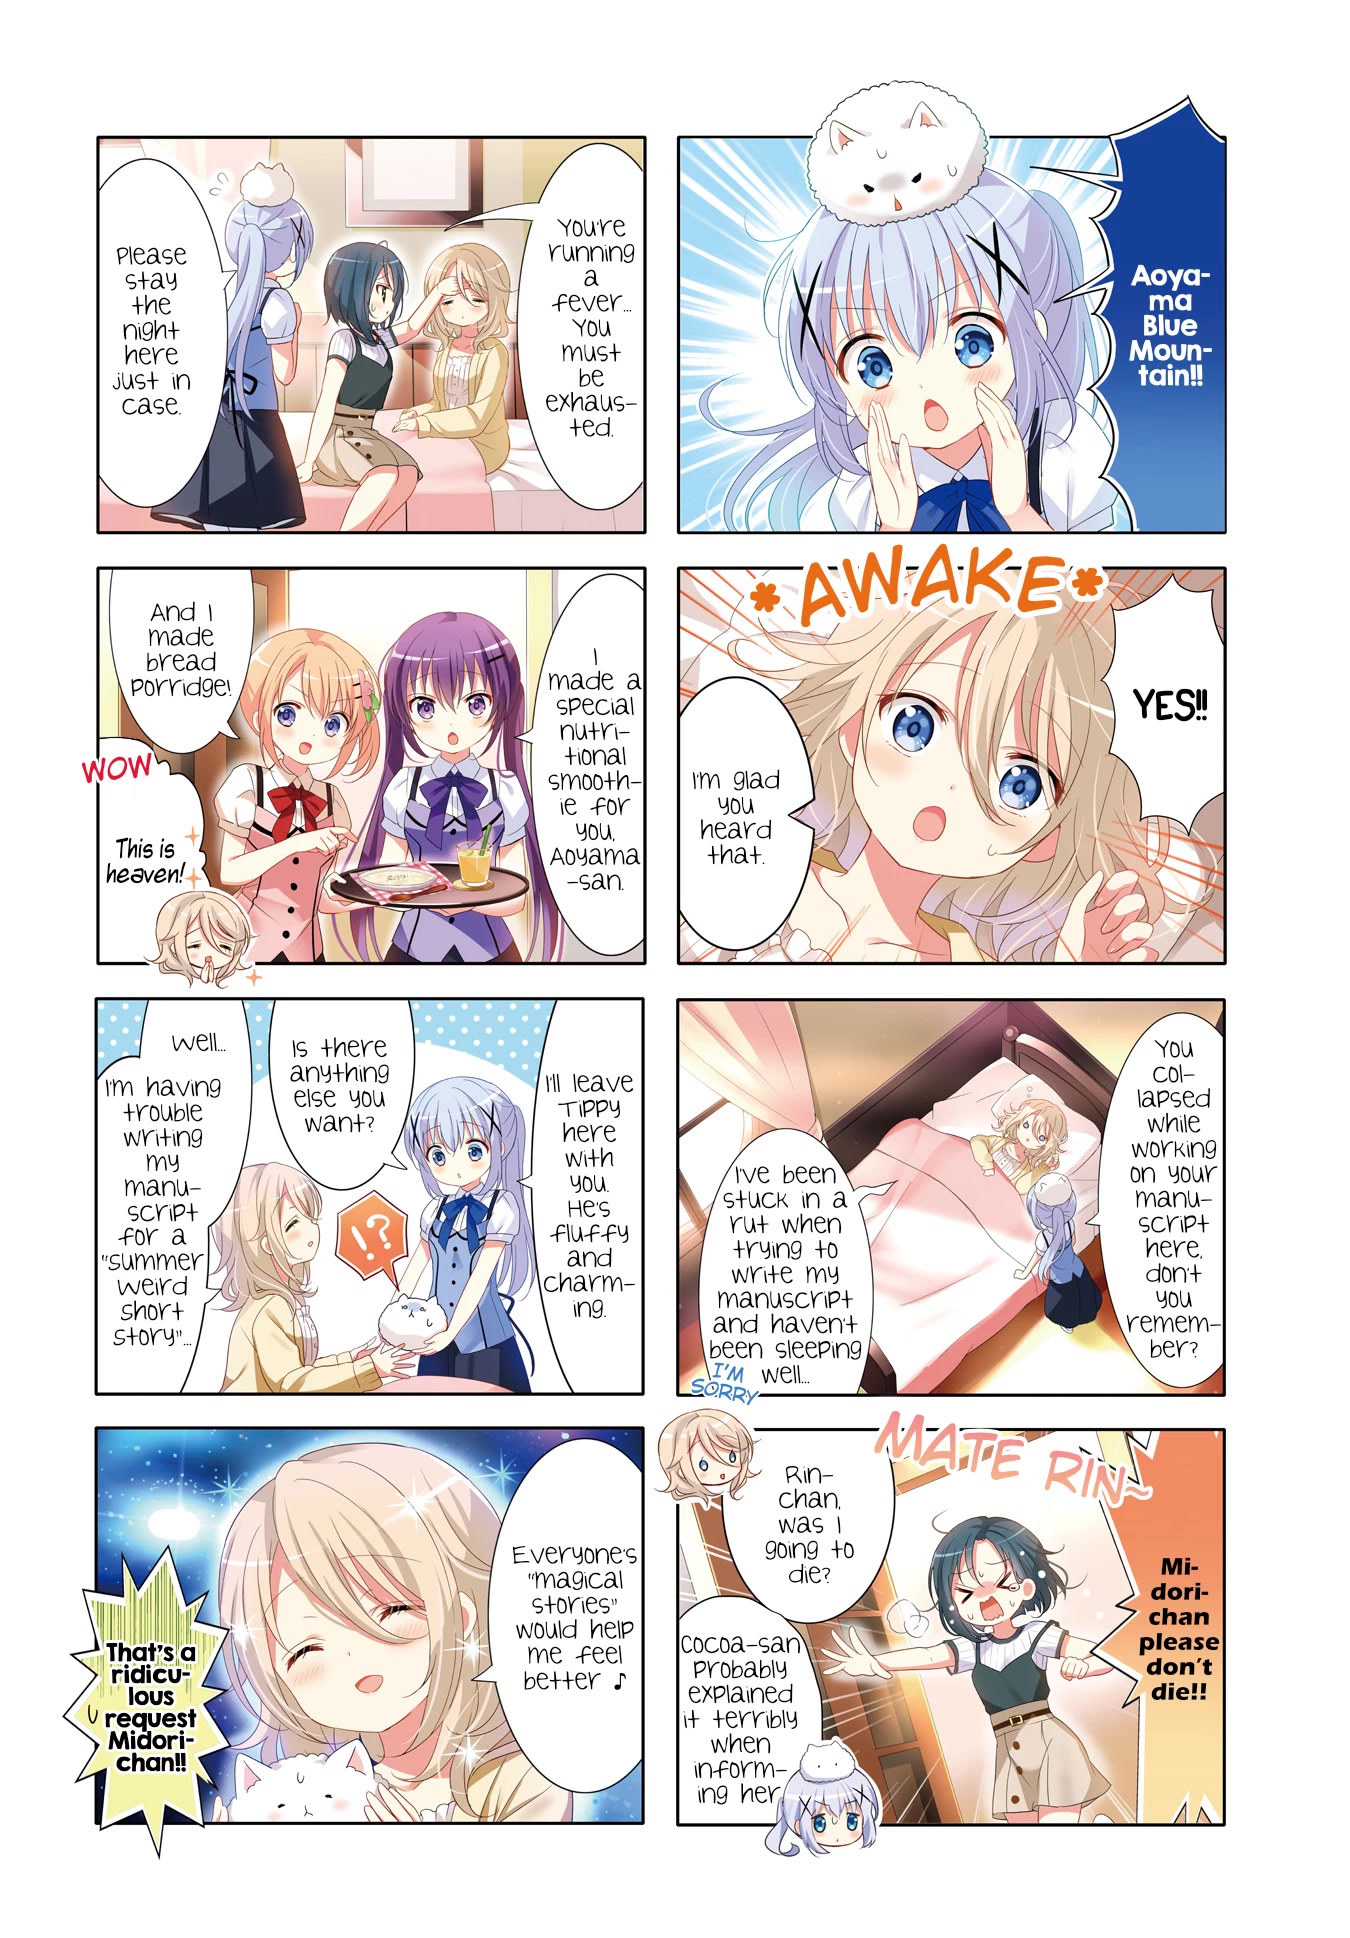 Aoya-
ma
Blue
Moun-
tain!!
*AWAKE*
YES!!
I'm glad
you
heard
that.
You
col-
lapsed
while
working
on your
manu-
script
here,
don't
you
remem-
ber?
I've been
stuck in a
rut when
trying to
write my
manuscript
and haven't
been sleeping
well...
I'M
SORRY
MATE RIN~
Mi-
dori-
chan
please
don't
die!!
Rin-
chan,
was I
going to
die?
Cocoa-san
probably
explained
it terribly
when
inform-
ing her.
You're
running
a
fever...
You
must
be
exhaus-
ted.
Please
stay
the
night
here
just in
case.
I
made a
special
nutri-
tional
smooth-
ie for
you,
Aoyama
-san.
And I
made
bread
porridge!
WOW
This is
heaven!
I'll leave
Tippy
here
with
you.
He's
fluffy
and
charm-
ing.
Is there
anything
else you
want?
!?
Well...
I'm having
trouble
writing
my
manu-
script
for a
"summer
weird
short
story"...
Everyone's
"magical
stories"
would help
me feel
better ♪
That's a
ridicu-
lous
request
Midori-
chan!!